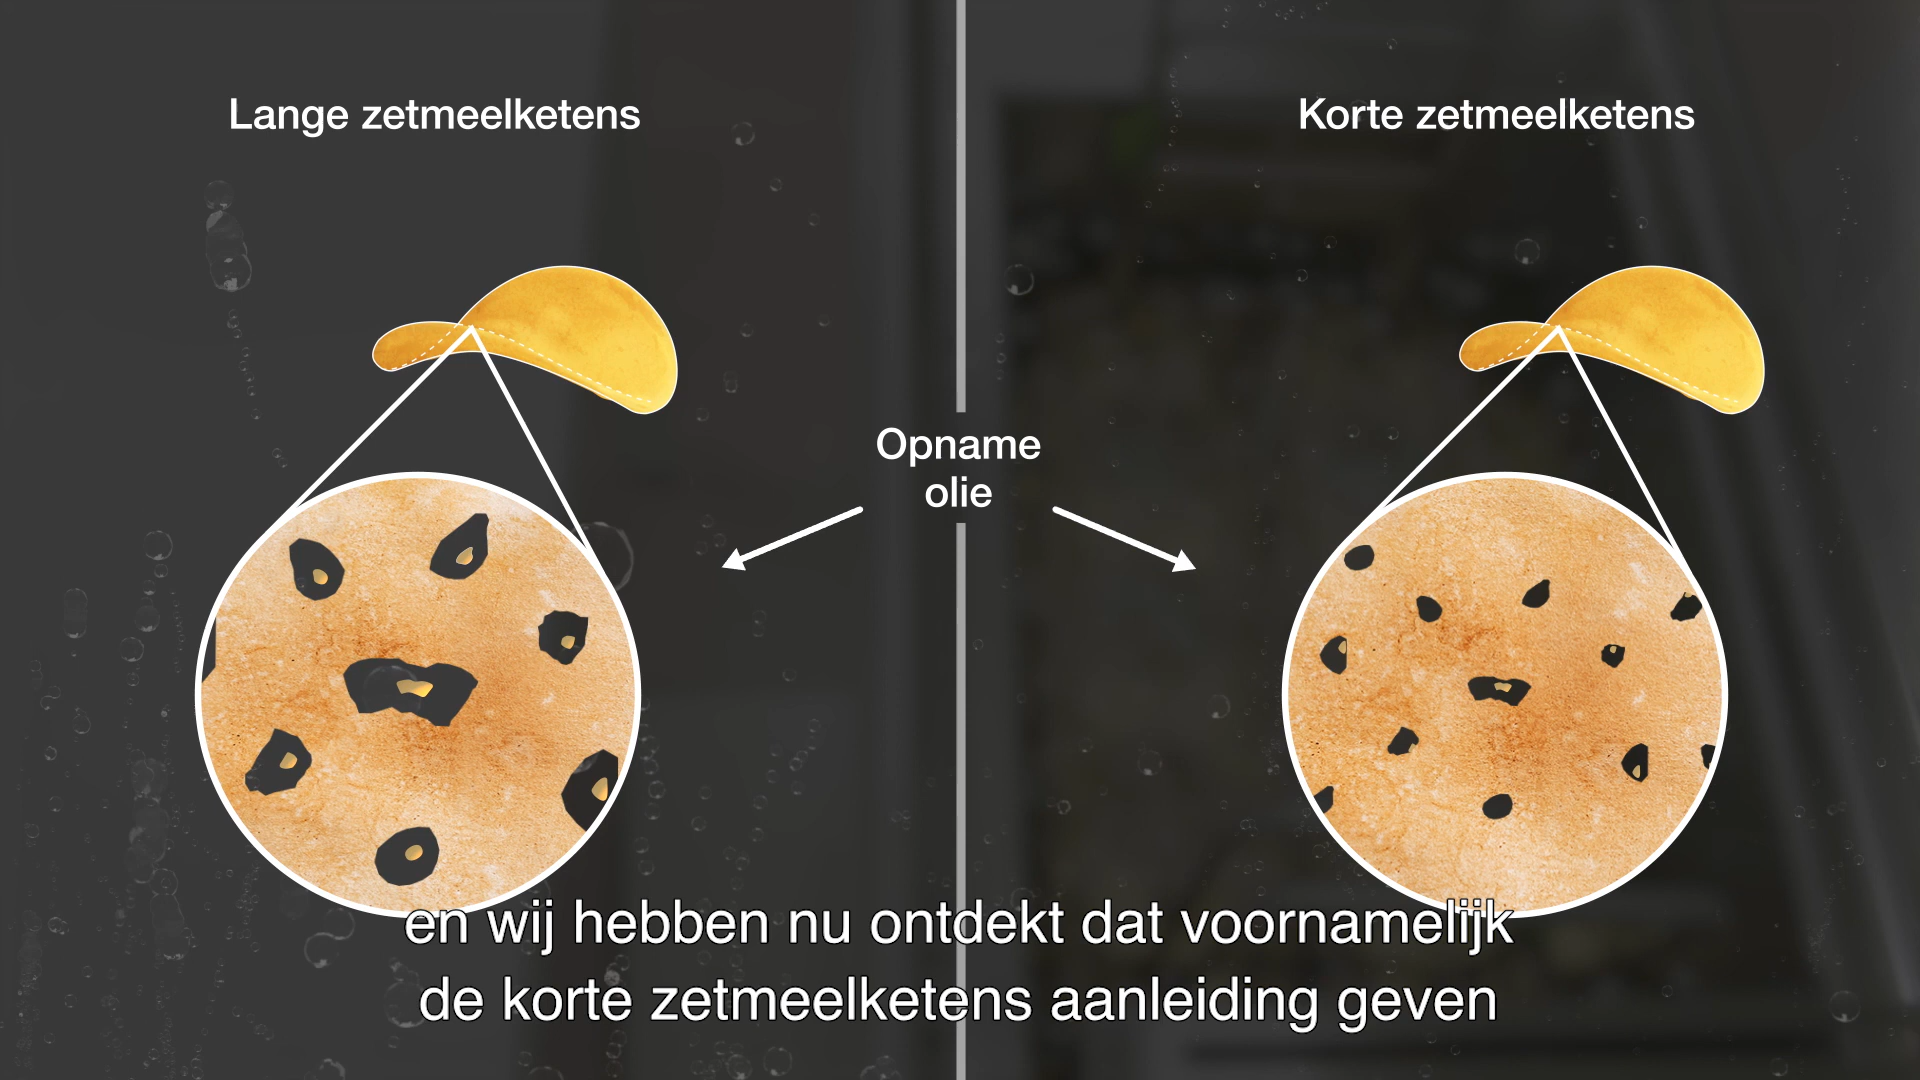 Lange zetmeelketens
Korte zetmeelketens
Opname
olie
en wij hebben nu ontdekt dat voornamelijk
de korte zetmeelketens aanleiding geven